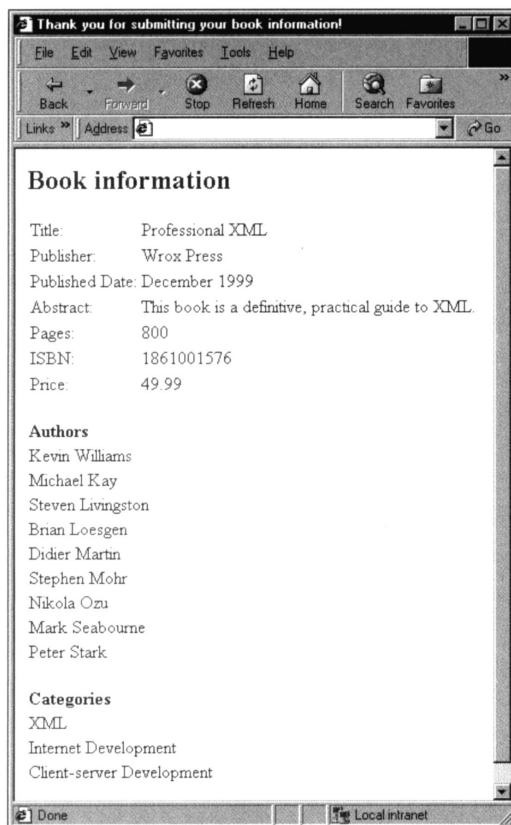 Thank you for submitting your book information!
File Edit View Favorites Tools Help
Back Forward Stop Refresh Home Search Favorites »
Links » Address Go
Book information
Title: Professional XML
Publisher: Wrox Press
Published Date: December 1999
Abstract: This book is a definitive, practical guide to XML.
Pages: 800
ISBN: 1861001576
Price: 49.99
Authors
Kevin Williams
Michael Kay
Steven Livingston
Brian Loesgen
Didier Martin
Stephen Mohr
Nikola Ozu
Mark Seabourne
Peter Stark
Categories
XML
Internet Development
Client-server Development
Done Local intranet